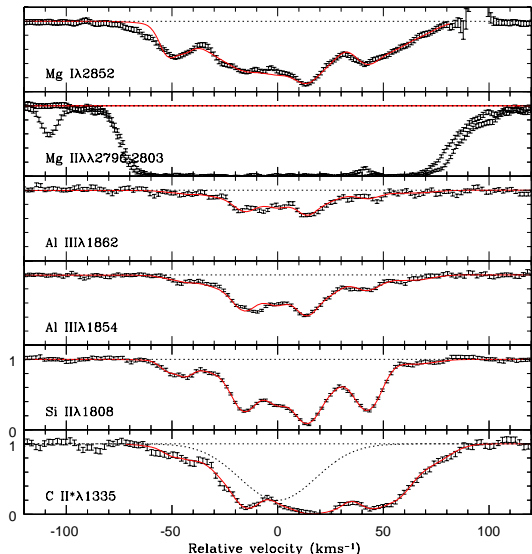 Mg Iλ2852
Mg IIλλ2796,2803
Al IIIλ1862
Al IIIλ1854
1
Si IIλ1808
0
1
C II*λ1335
0
-100 -50 0 50 100
Relative velocity (kms⁻¹)